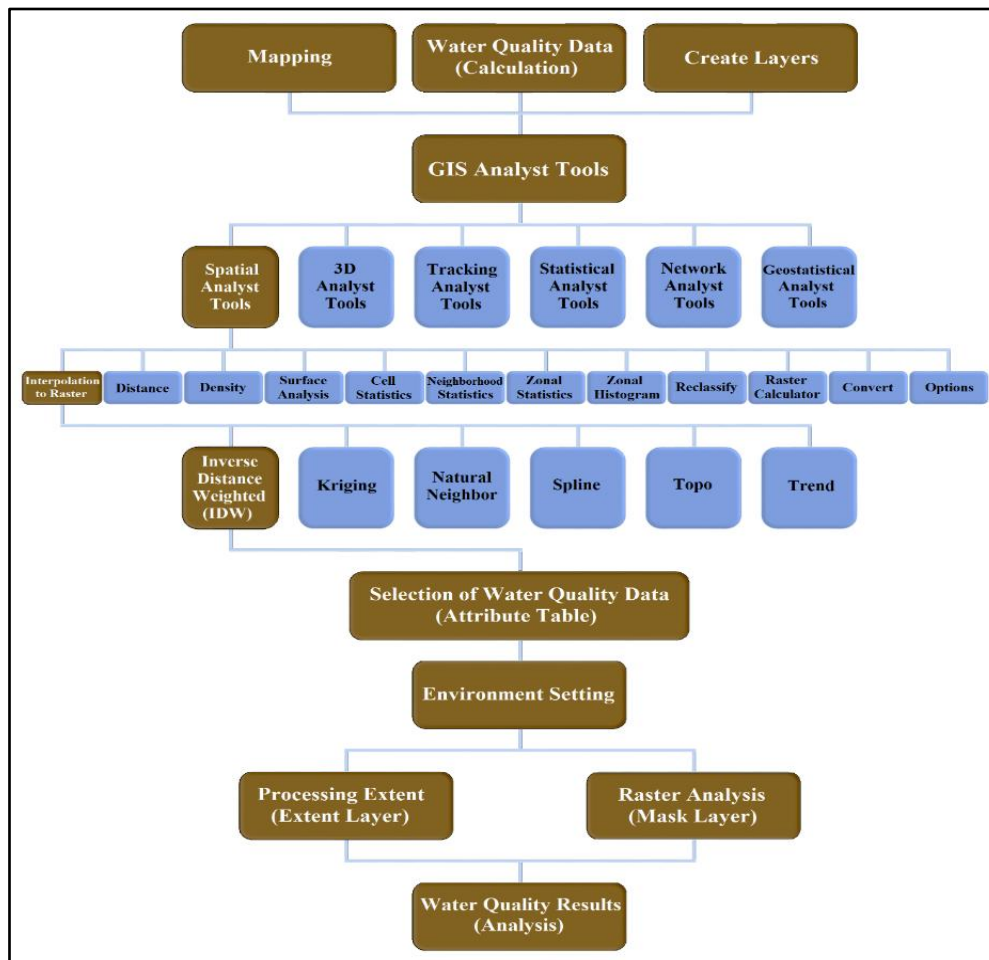 Mapping
Water Quality Data
(Calculation)
Create Layers
GIS Analyst Tools
Spatial
Analyst
Tools
3D
Analyst
Tools
Tracking
Analyst
Tools
Statistical
Analyst
Tools
Network
Analyst
Tools
Geostatistical
Analyst
Tools
Interpolation
to Raster
Distance
Density
Surface
Analysis
Cell
Statistics
Neighborhood
Statistics
Zonal
Statistics
Zonal
Histogram
Reclassify
Raster
Calculator
Convert
Options
Inverse
Distance
Weighted
(IDW)
Kriging
Natural
Neighbor
Spline
Topo
Trend
Selection of Water Quality Data
(Attribute Table)
Environment Setting
Processing Extent
(Extent Layer)
Raster Analysis
(Mask Layer)
Water Quality Results
(Analysis)